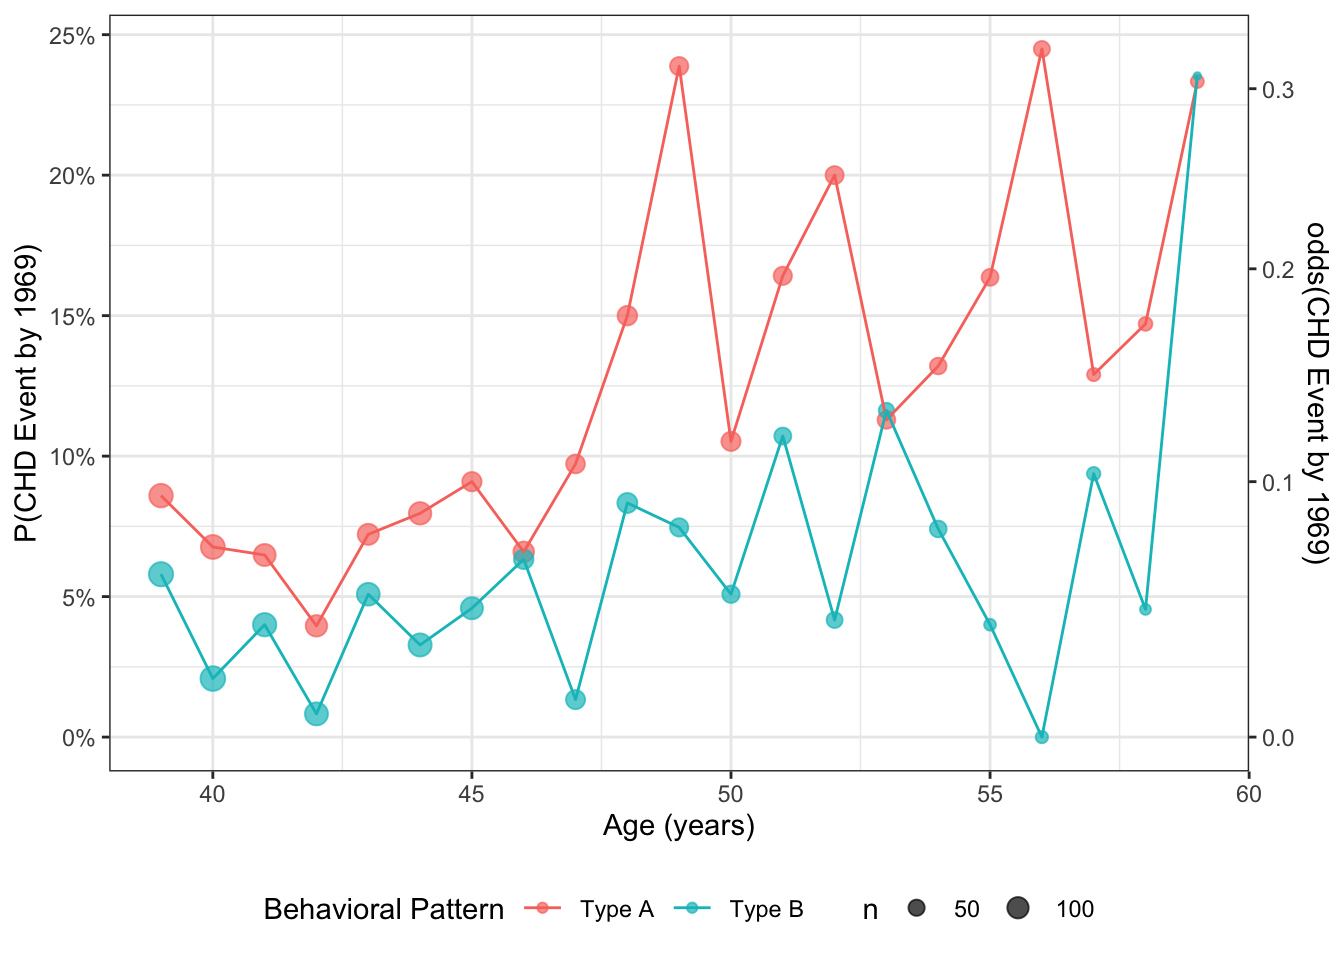 25%
20%
15%
10%
5%
0%
P(CHD Event by 1969)
0.3
0.2
0.1
0.0
odds(CHD Event by 1969)
40 45 50 55 60
Age (years)
Behavioral Pattern Type A Type B n 50 100